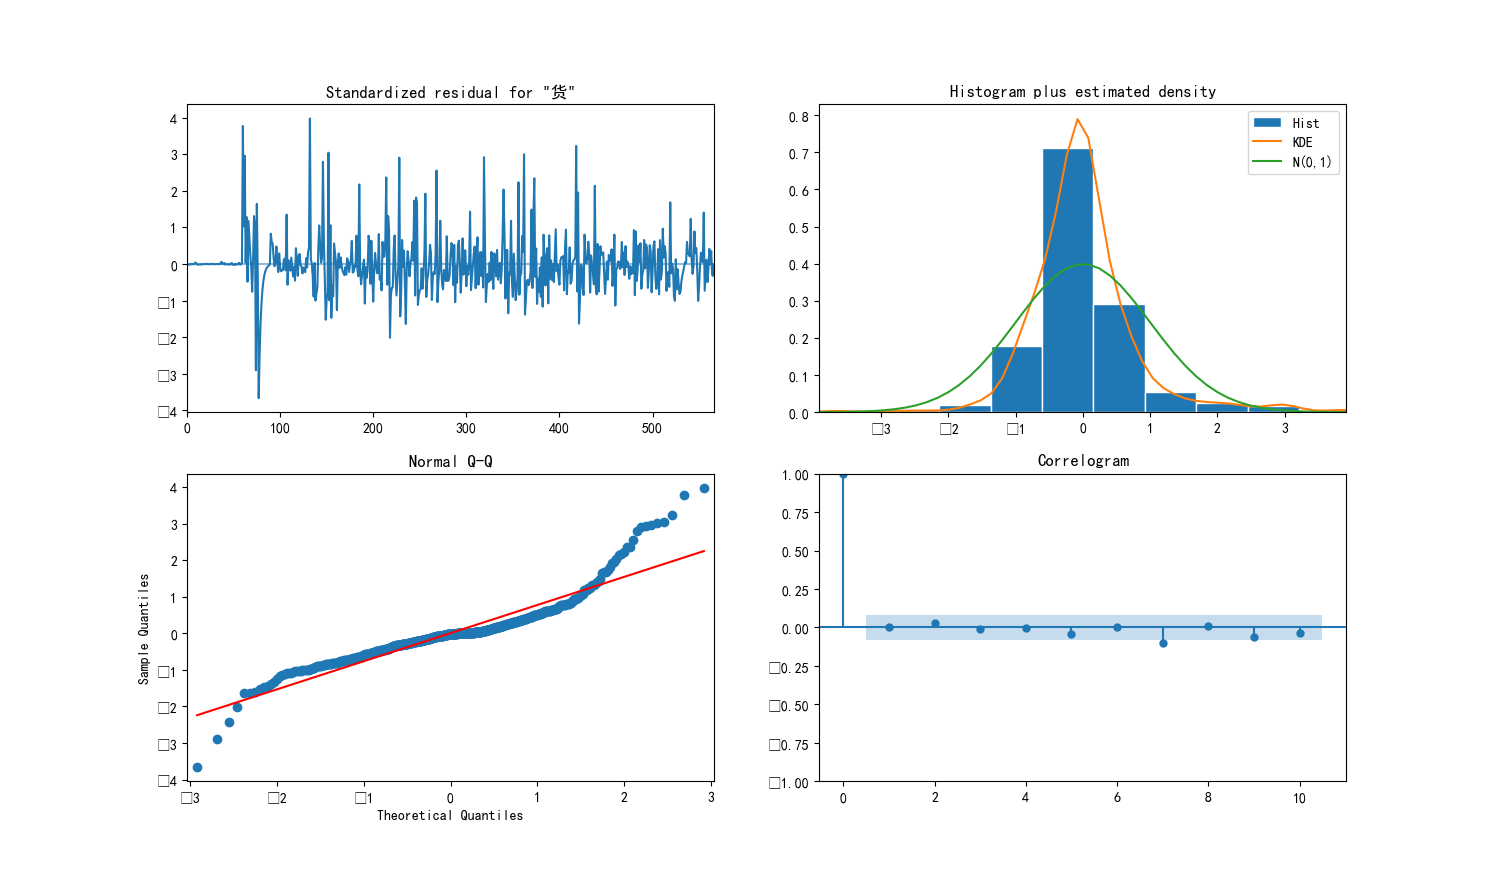 Standardized residual for "货"
4
3
2
1
0
□1
□2
□3
□4
0 100 200 300 400 500
Histogram plus estimated density
0.8
0.7
0.6
0.5
0.4
0.3
0.2
0.1
0.0
□3 □2 □1 0 1 2 3
Hist
KDE
N(0,1)
Normal Q-Q
Sample Quantiles
4
3
2
1
0
□1
□2
□3
□4
□3 □2 □1 0 1 2 3
Theoretical Quantiles
Correlogram
1.00
0.75
0.50
0.25
0.00
□0.25
□0.50
□0.75
□1.00
0 2 4 6 8 10